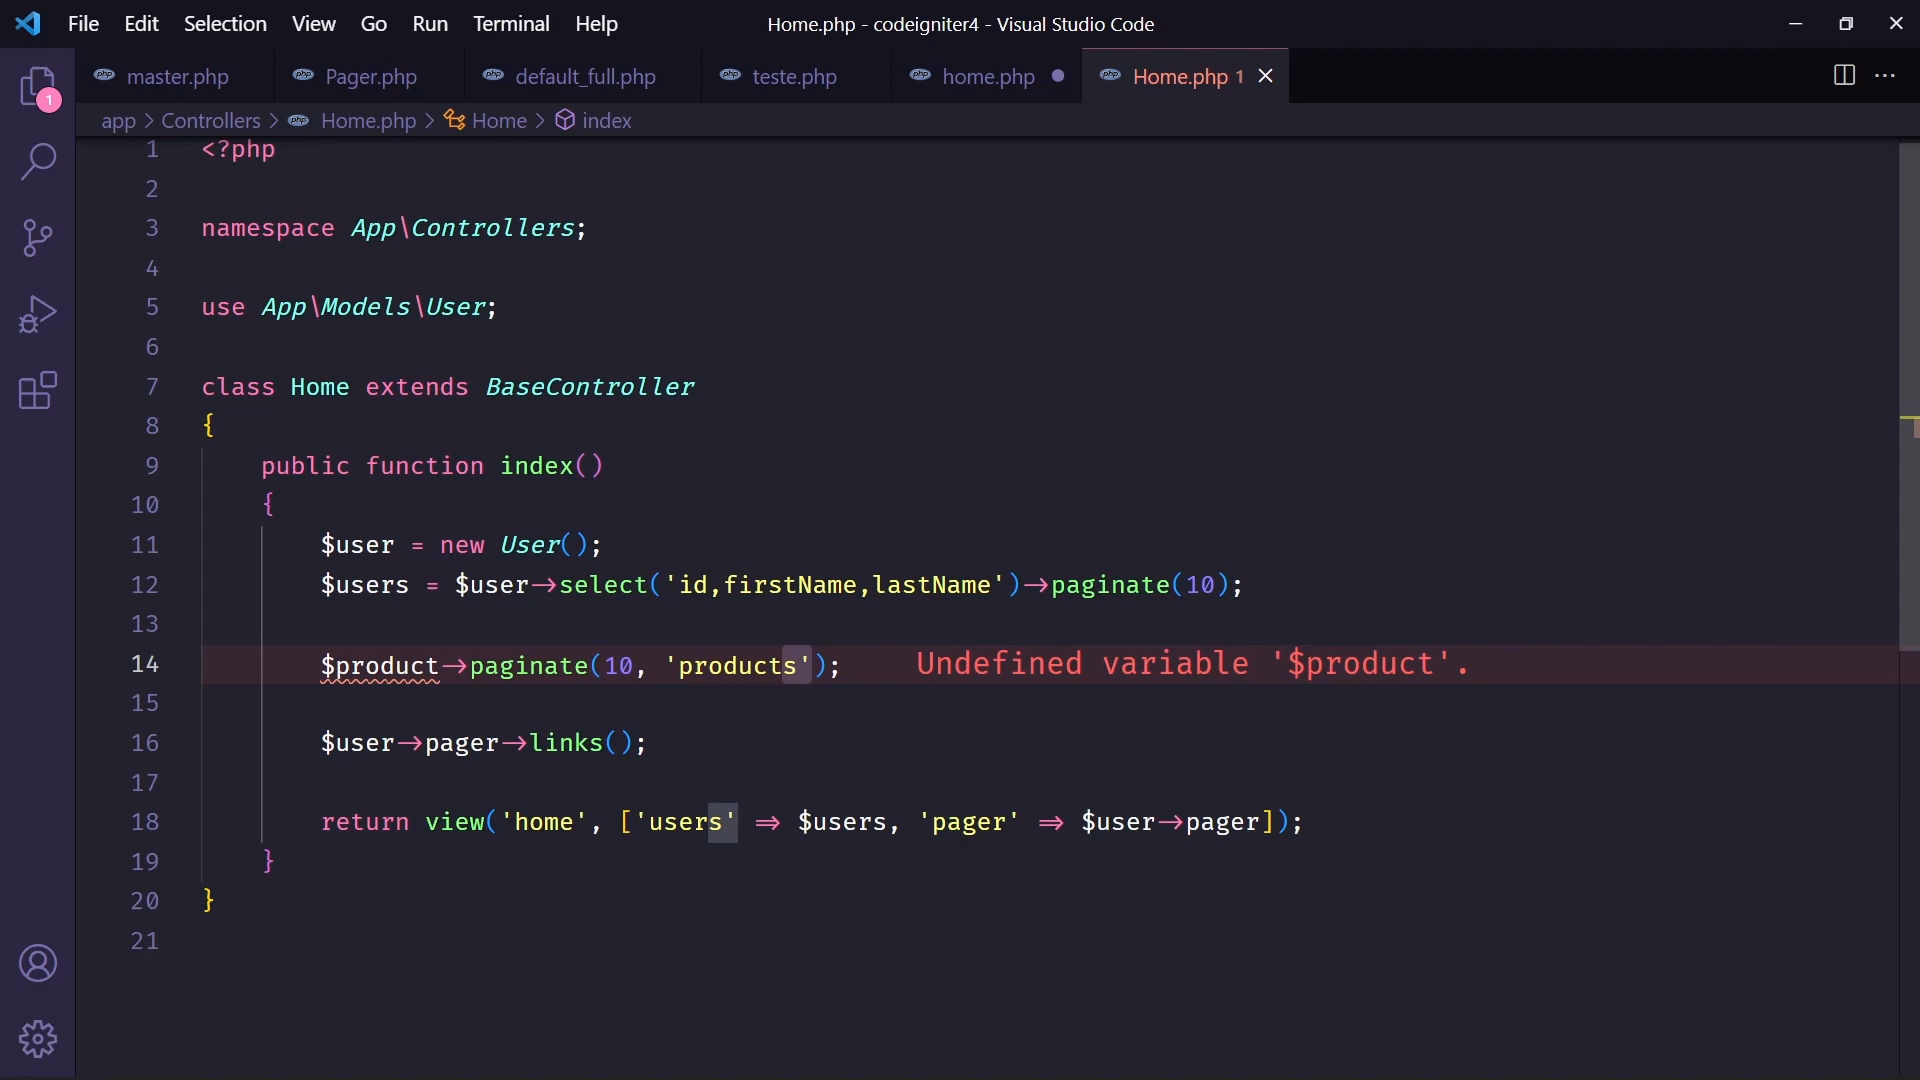 File Edit Selection View Go Run Terminal Help Home.php - codeigniter4 - Visual Studio Code
master.php Pager.php default_full.php teste.php home.php Home.php 1
app > Controllers > Home.php > Home > index
1
1 <?php
2
3 namespace App\Controllers;
4
5 use App\Models\User;
6
7 class Home extends BaseController
8 {
9 public function index()
10 {
11 $user = new User();
12 $users = $user->select('id,firstName,lastName')->paginate(10);
13
14 $product->paginate(10, 'products'); Undefined variable '$product'.
15
16 $user->pager->links();
17
18 return view('home', ['users' => $users, 'pager' => $user->pager]);
19 }
20 }
21